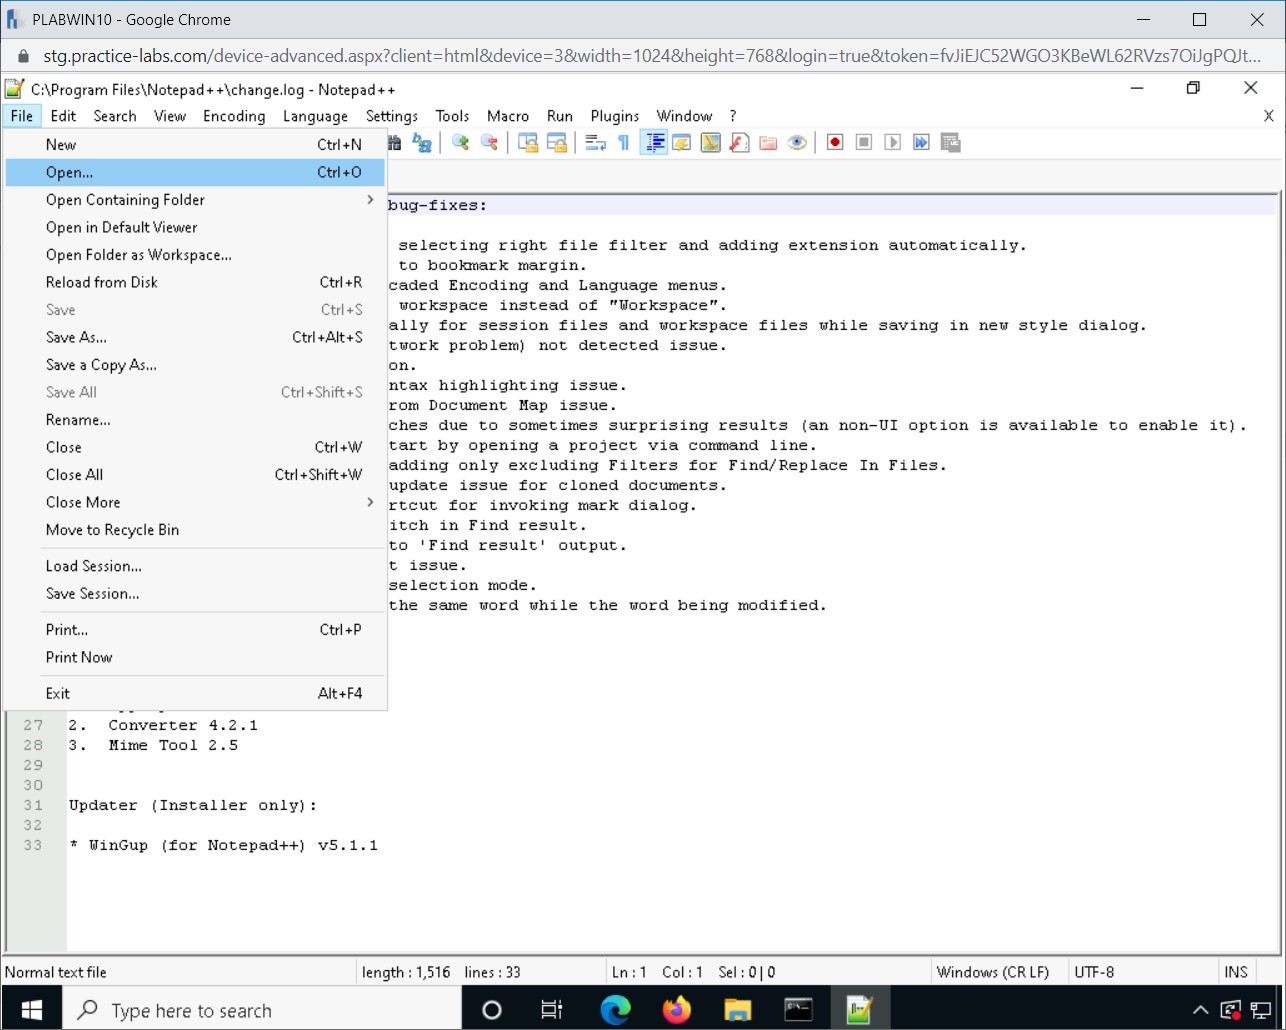 PLABWIN10 - Google Chrome
stg.practice-labs.com/device-advanced.aspx?client=html&device=3&width=1024&height=768&login=true&token=fvJiEJC52WGO3KBeWL62RVzs7OiJgPQJt...
C:\Program Files\Notepad++\change.log - Notepad++
File Edit Search View Encoding Language Settings Tools Macro Run Plugins Window ? X
New Ctrl+N
Open... Ctrl+O
Open Containing Folder
Open in Default Viewer
Open Folder as Workspace...
Reload from Disk Ctrl+R
Save Ctrl+S
Save As... Ctrl+Alt+S
Save a Copy As...
Save All Ctrl+Shift+S
Rename...
Close Ctrl+W
Close All Ctrl+Shift+W
Close More
Move to Recycle Bin
Load Session...
Save Session...
Print... Ctrl+P
Print Now
Exit Alt+F4
bug-fixes:
selecting right file filter and adding extension automatically.
to bookmark margin.
caded Encoding and Language menus.
workspace instead of "Workspace".
ally for session files and workspace files while saving in new style dialog.
twork problem) not detected issue.
on.
ntax highlighting issue.
rom Document Map issue.
ches due to sometimes surprising results (an non-UI option is available to enable it).
tart by opening a project via command line.
adding only excluding Filters for Find/Replace In Files.
update issue for cloned documents.
rtcut for invoking mark dialog.
itch in Find result.
to 'Find result' output.
t issue.
selection mode.
the same word while the word being modified.
27 2. Converter 4.2.1
28 3. Mime Tool 2.5
29
30
31 Updater (Installer only):
32
33 * WinGup (for Notepad++) v5.1.1
Normal text file length : 1,516 lines : 33 Ln : 1 Col : 1 Sel : 0 | 0 Windows (CR LF) UTF-8 INS
Type here to search